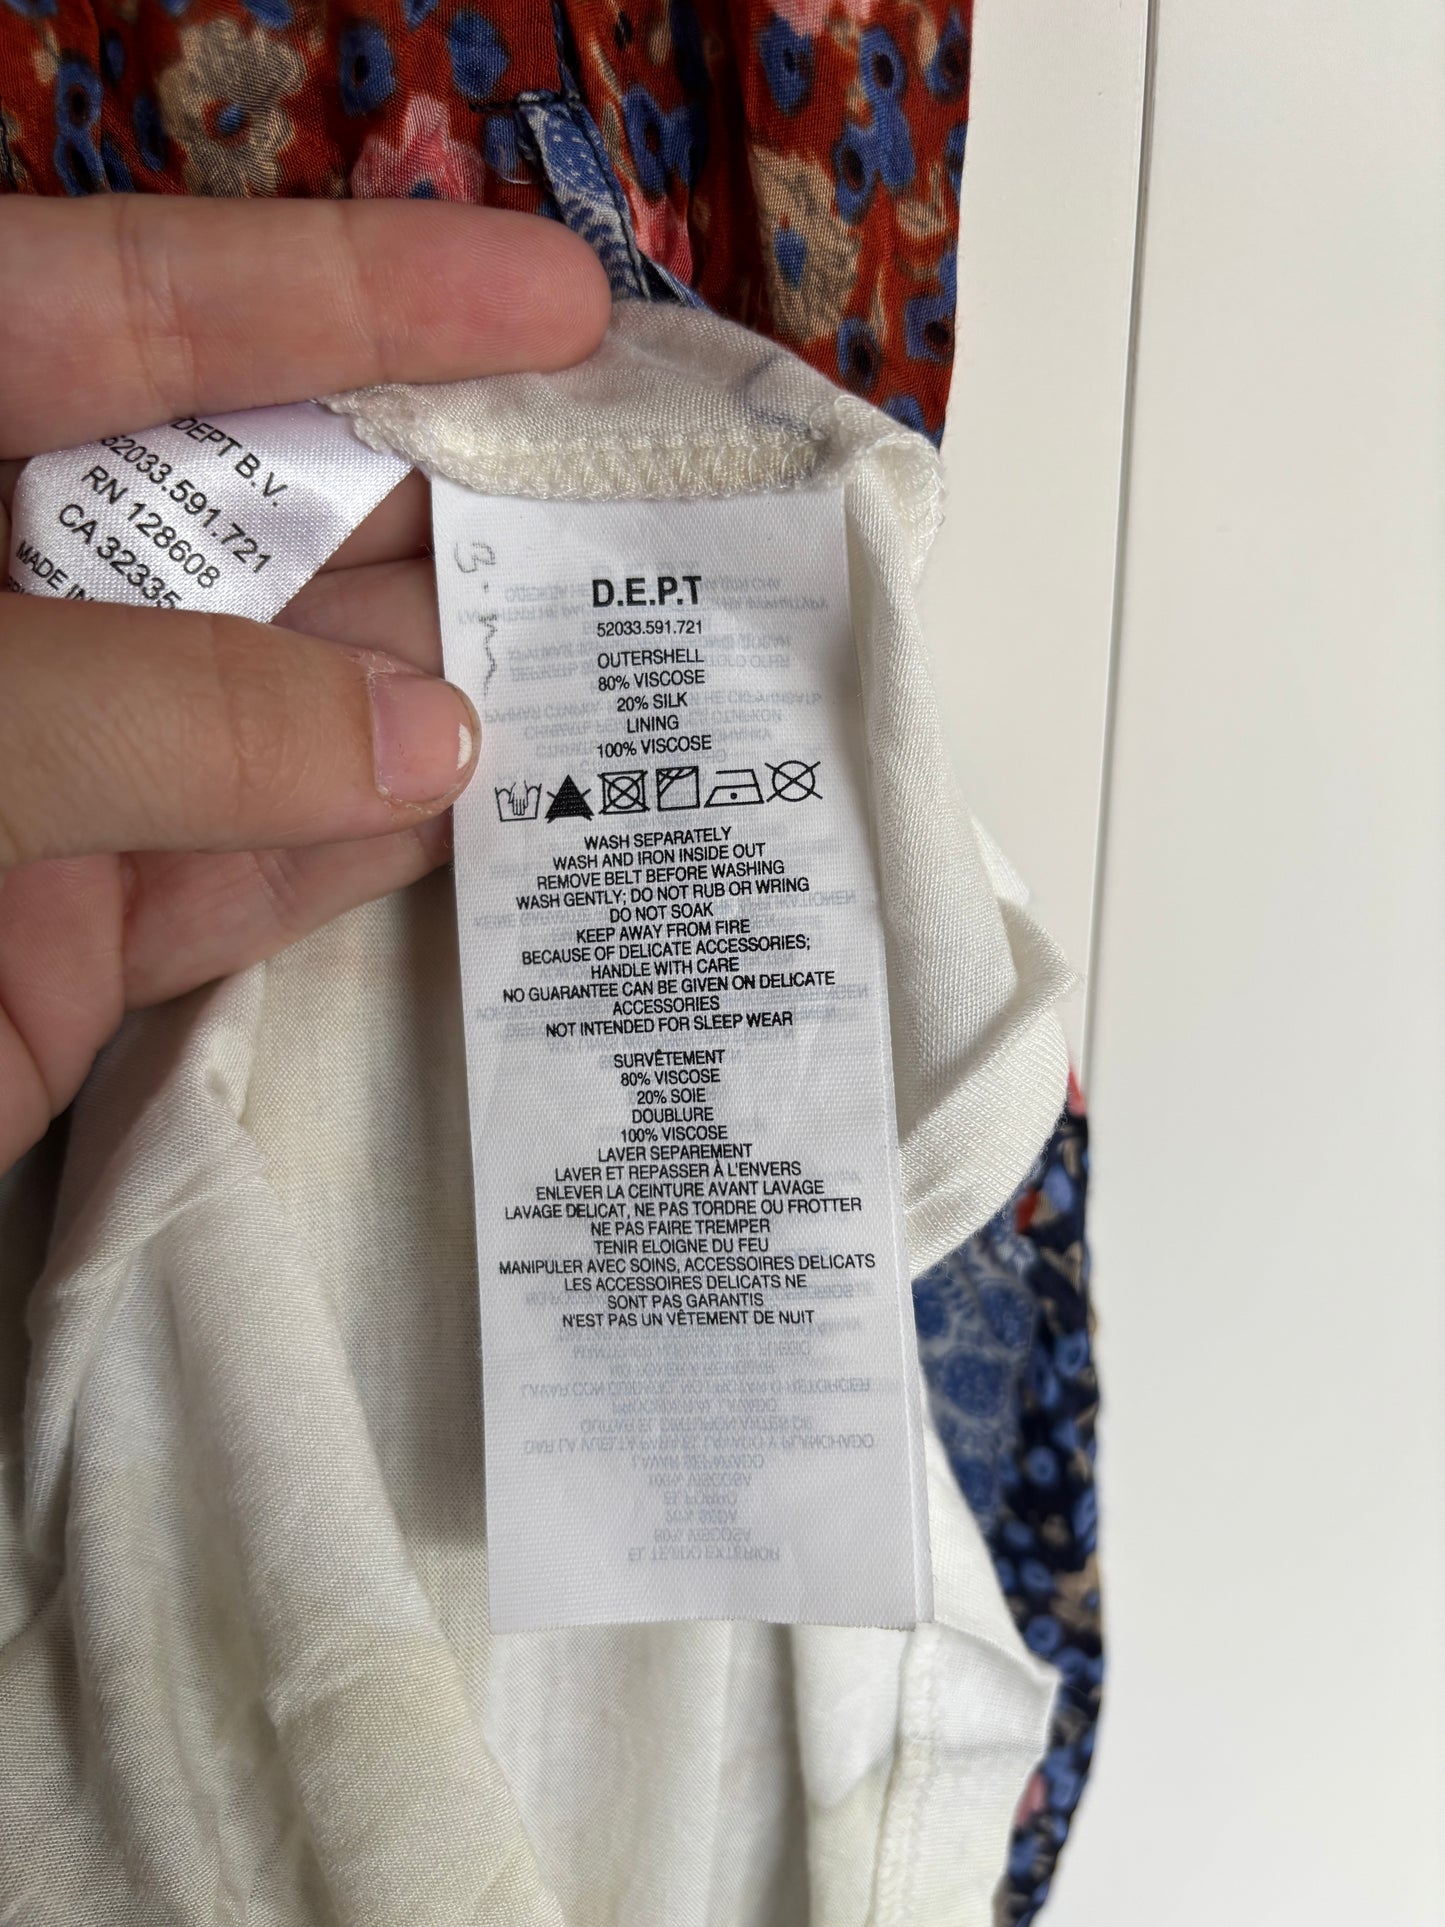 DEPT B.V.
52033.591.721
RN 128608
CA 32335
MADE IN
D.E.P.T
52033.591.721
OUTERSHELL
80% VISCOSE
20% SILK
LINING
100% VISCOSE
WASH SEPARATELY
WASH AND IRON INSIDE OUT
REMOVE BELT BEFORE WASHING
WASH GENTLY; DO NOT RUB OR WRING
DO NOT SOAK
KEEP AWAY FROM FIRE
BECAUSE OF DELICATE ACCESSORIES;
HANDLE WITH CARE
NO GUARANTEE CAN BE GIVEN ON DELICATE
ACCESSORIES
NOT INTENDED FOR SLEEP WEAR
SURVÊTEMENT
80% VISCOSE
20% SOIE
DOUBLURE
100% VISCOSE
LAVER SEPAREMENT
LAVER ET REPASSER À L'ENVERS
ENLEVER LA CEINTURE AVANT LAVAGE
LAVAGE DELICAT, NE PAS TORDRE OU FROTTER
NE PAS FAIRE TREMPER
TENIR ELOIGNE DU FEU
MANIPULER AVEC SOINS, ACCESSOIRES DELICATS
LES ACCESSOIRES DELICATS NE
SONT PAS GARANTIS
N'EST PAS UN VÊTEMENT DE NUIT